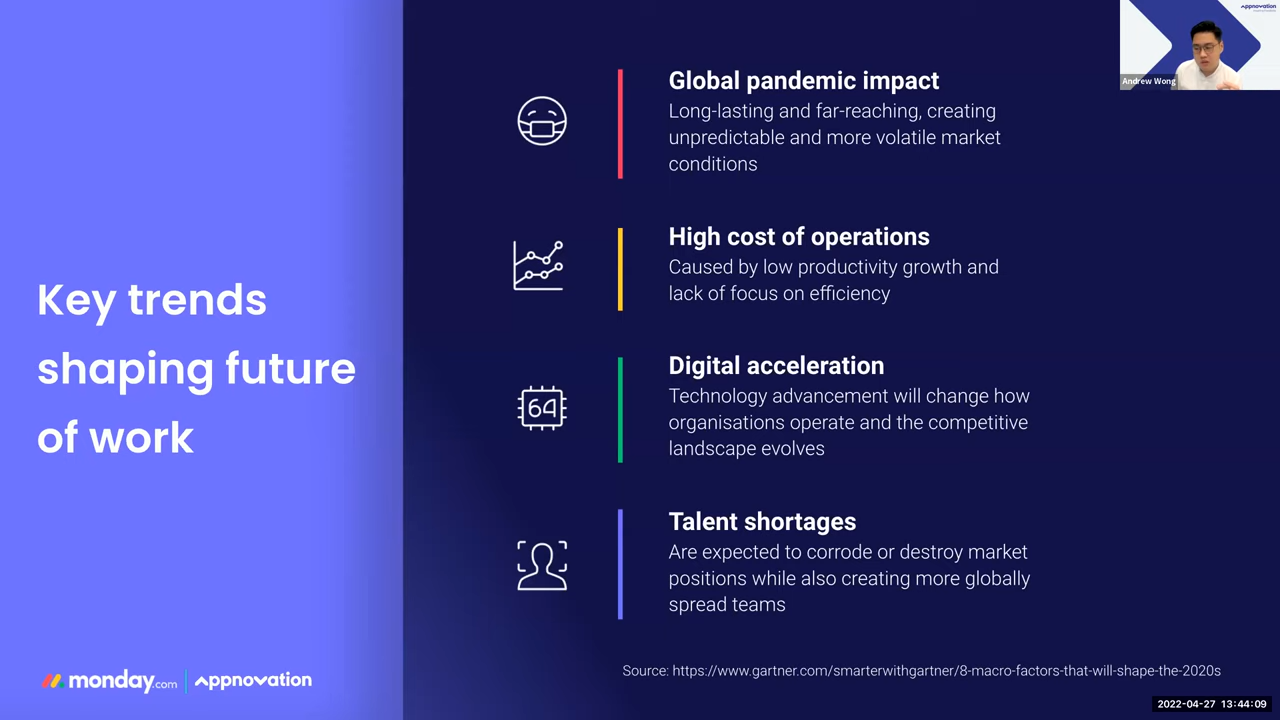 Key trends
shaping future
of work
monday.com
Appnovation
Global pandemic impact
Long-lasting and far-reaching, creating
unpredictable and more volatile market
conditions
High cost of operations
Caused by low productivity growth and
lack of focus on efficiency
64
Digital acceleration
Technology advancement will change how
organisations operate and the competitive
landscape evolves
Talent shortages
Are expected to corrode or destroy market
positions while also creating more globally
spread teams
Source: https://www.gartner.com/smarterwithgartner/8-macro-factors-that-will-shape-the-2020s
Appnovation
Andrew Wong
2022-04-27 13:44:09